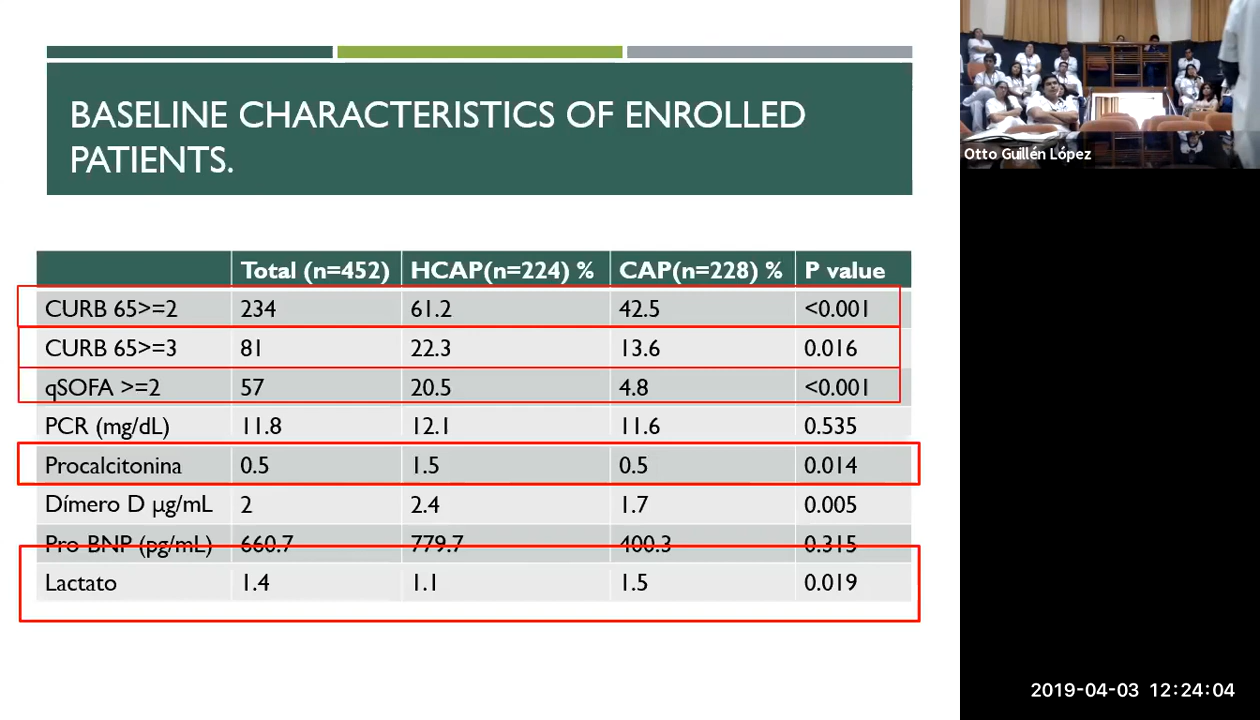 BASELINE CHARACTERISTICS OF ENROLLED
PATIENTS.
Total (n=452) HCAP(n=224) % CAP(n=228) % P value
CURB 65>=2 234 61.2 42.5 <0.001
CURB 65>=3 81 22.3 13.6 0.016
qSOFA >=2 57 20.5 4.8 <0.001
PCR (mg/dL) 11.8 12.1 11.6 0.535
Procalcitonina 0.5 1.5 0.5 0.014
Dímero D µg/mL 2 2.4 1.7 0.005
Pro BNP (pg/mL) 660.7 779.7 400.3 0.315
Lactato 1.4 1.1 1.5 0.019
Otto Guillén López
2019-04-03 12:24:04